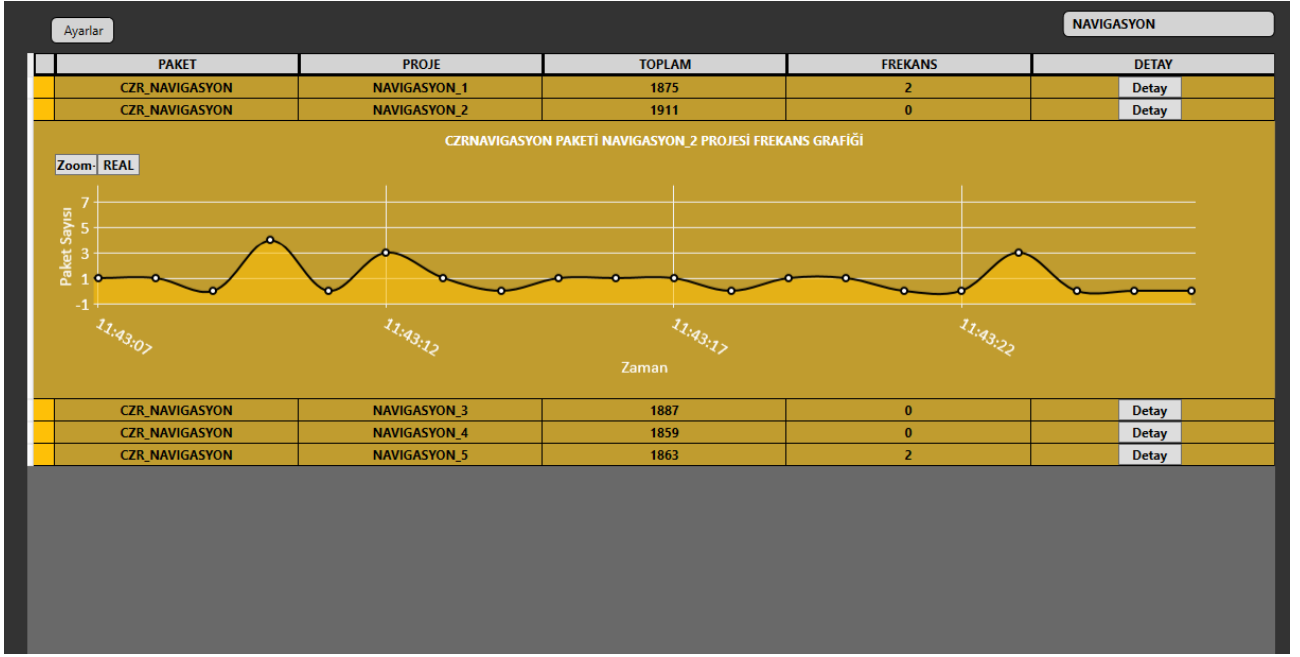 Ayarlar NAVIGASYON
PAKET PROJE TOPLAM FREKANS DETAY
CZR_NAVIGASYON NAVIGASYON_1 1875 2 Detay
CZR_NAVIGASYON NAVIGASYON_2 1911 0 Detay
CZRNAVIGASYON PAKETİ NAVIGASYON_2 PROJESİ FREKANS GRAFİĞİ
Zoom- REAL
Paket Sayısı
7
5
3
1
-1
11:43:07 11:43:12 11:43:17 11:43:22
Zaman
CZR_NAVIGASYON NAVIGASYON_3 1887 0 Detay
CZR_NAVIGASYON NAVIGASYON_4 1859 0 Detay
CZR_NAVIGASYON NAVIGASYON_5 1863 2 Detay